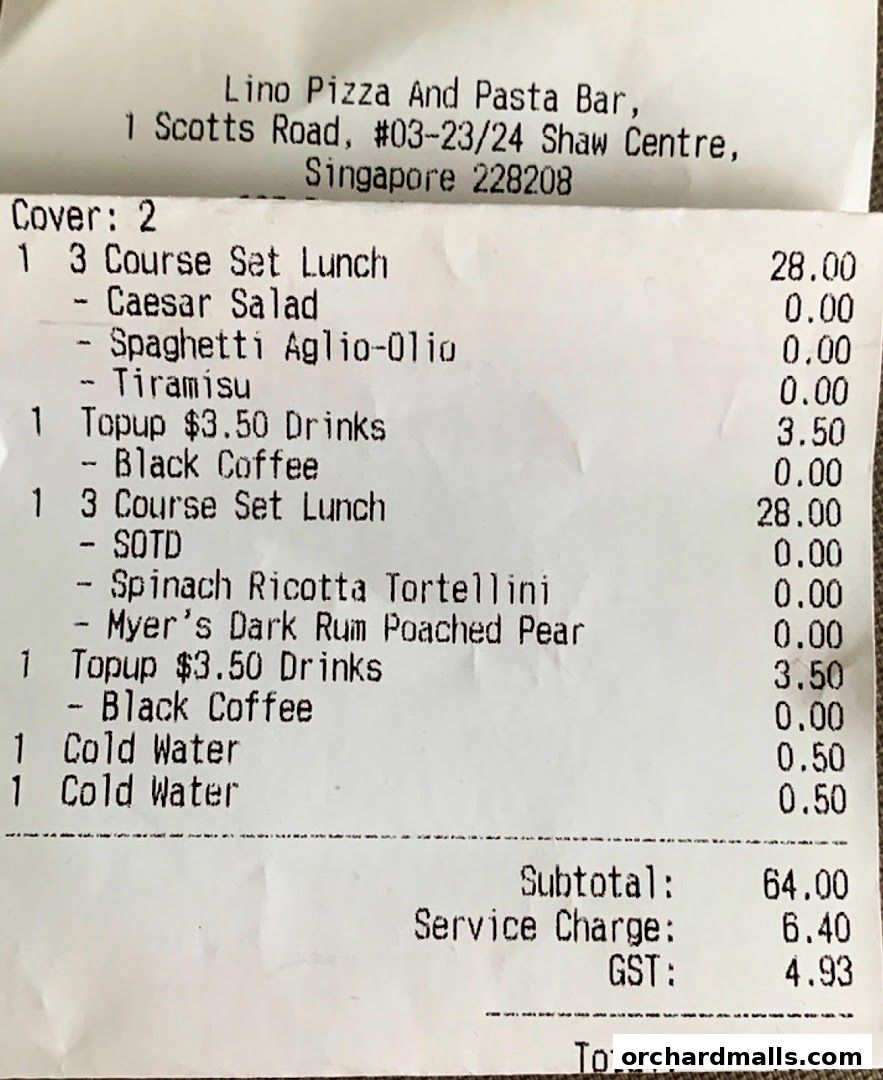 Lino Pizza And Pasta Bar,
1 Scotts Road, #03-23/24 Shaw Centre,
Singapore 228208
Cover: 2
1 3 Course Set Lunch 28.00
- Caesar Salad 0.00
- Spaghetti Aglio-Olio 0.00
- Tiramisu 0.00
1 Topup $3.50 Drinks 3.50
- Black Coffee 0.00
1 3 Course Set Lunch 28.00
- SOTD 0.00
- Spinach Ricotta Tortellini 0.00
- Myer's Dark Rum Poached Pear 0.00
1 Topup $3.50 Drinks 3.50
- Black Coffee 0.00
1 Cold Water 0.50
1 Cold Water 0.50
Subtotal: 64.00
Service Charge: 6.40
GST: 4.93
orchardmalls.com